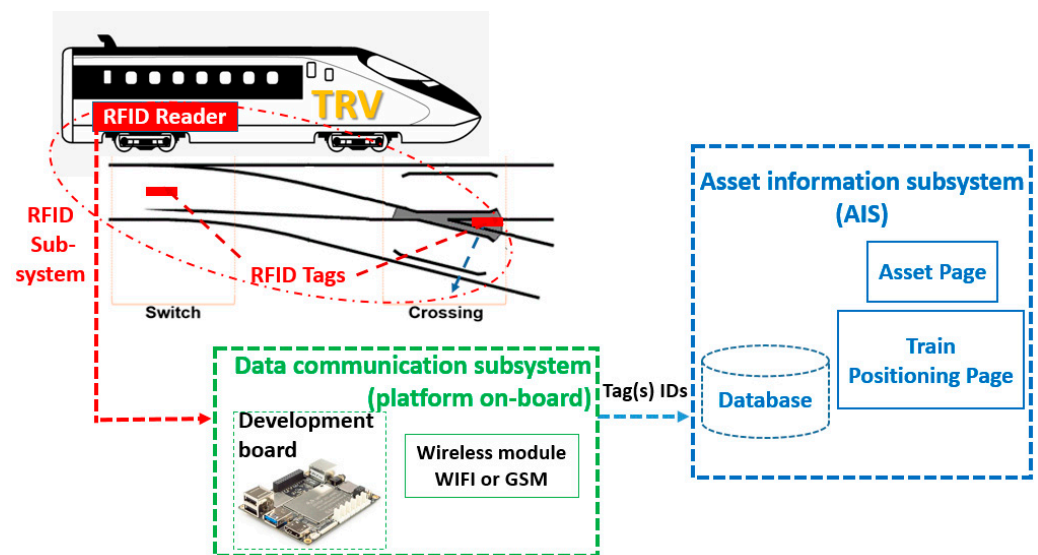 TRV
RFID Reader
RFID
Sub-
system
RFID Tags
Switch
Crossing
Data communication subsystem
(platform on-board)
Development
board
Wireless module
WIFI or GSM
Tag(s) IDs
Asset information subsystem
(AIS)
Asset Page
Train
Positioning Page
Database